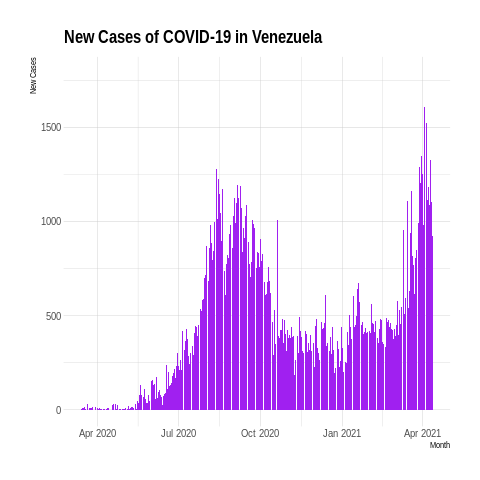 New Cases of COVID-19 in Venezuela
New Cases
1500
1000
500
0
Apr 2020 Jul 2020 Oct 2020 Jan 2021 Apr 2021
Month